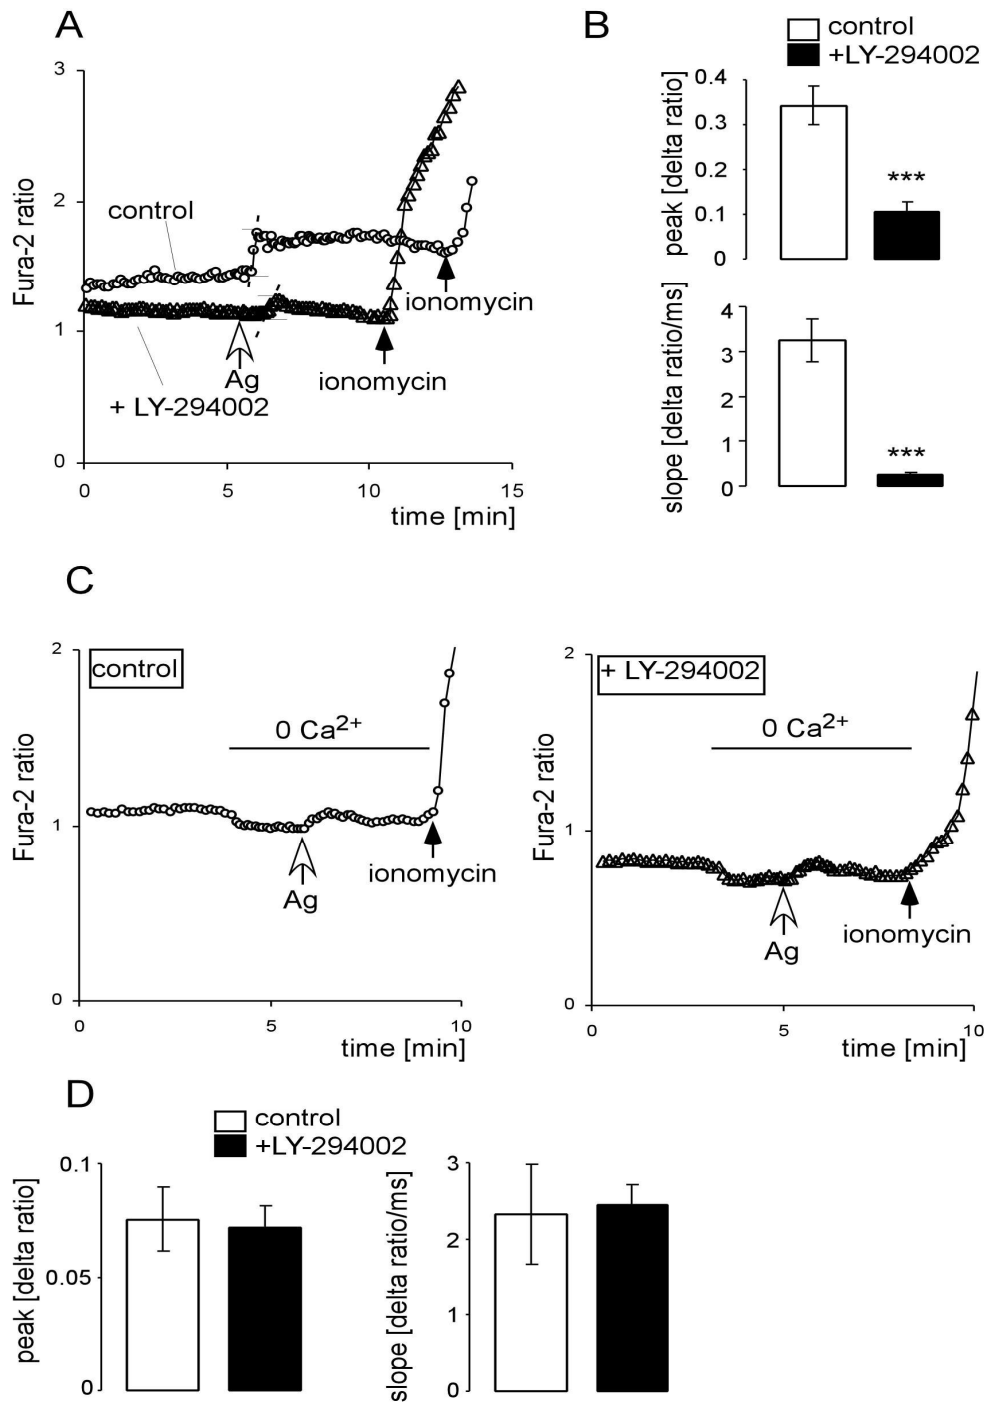 A
3
2
1
0
Fura-2 ratio
control
+ LY-294002
Ag
ionomycin
ionomycin
0
5
10
15
time [min]
B
control
+LY-294002
0.4
0.3
0.1
0
peak [delta ratio]
***
4
3
1
0
slope [delta ratio/ms]
***
C
control
2
1
0
Fura-2 ratio
0 Ca²⁺
Ag
ionomycin
0
5
10
time [min]
+ LY-294002
2
1
0
Fura-2 ratio
0 Ca²⁺
Ag
ionomycin
0
5
10
time [min]
D
control
+LY-294002
0.1
0.05
0
peak [delta ratio]
3
2
1
0
slope [delta ratio/ms]